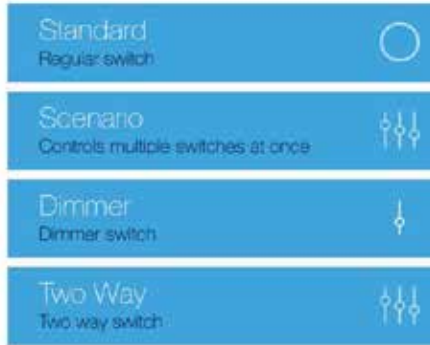 Standard
Regular switch
Scenario
Controls multiple switches at once
Dimmer
Dimmer switch
Two Way
Two way switch